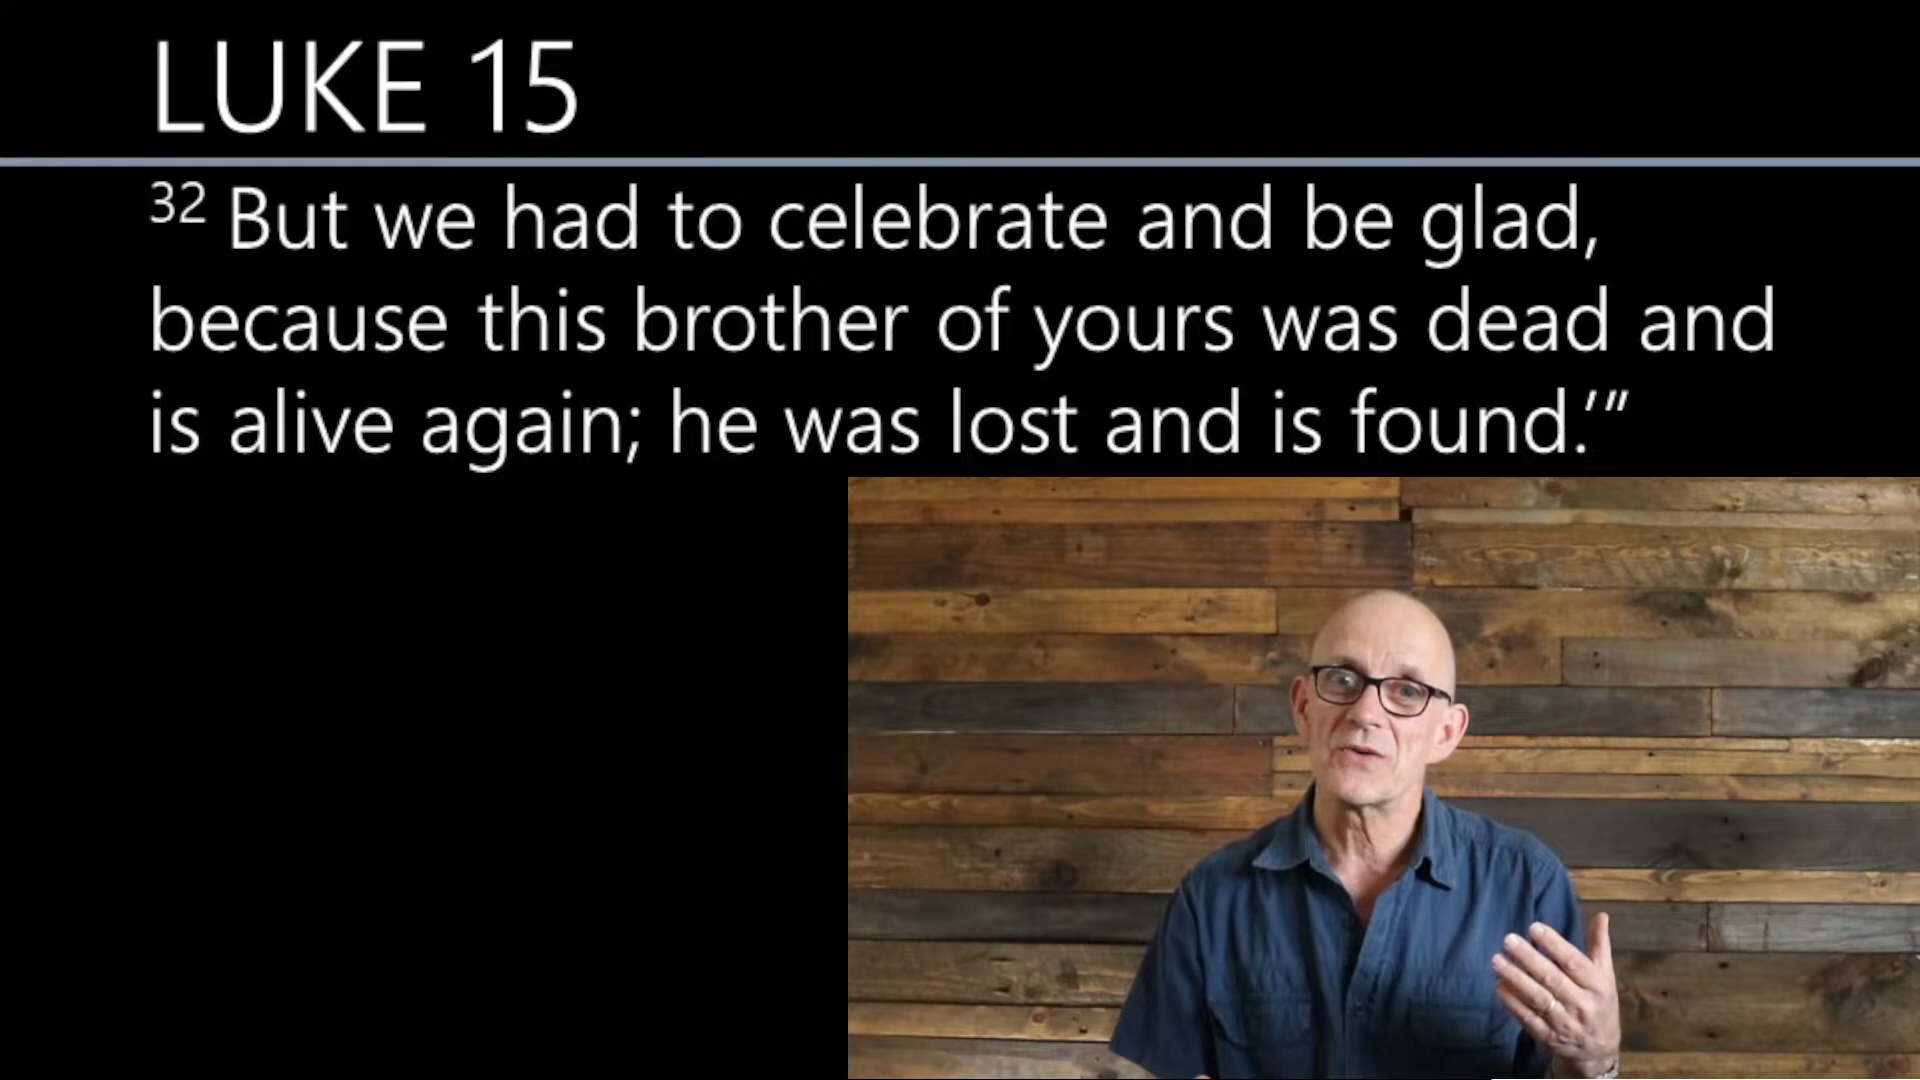 LUKE 15
32 But we had to celebrate and be glad,
because this brother of yours was dead and
is alive again; he was lost and is found.’”